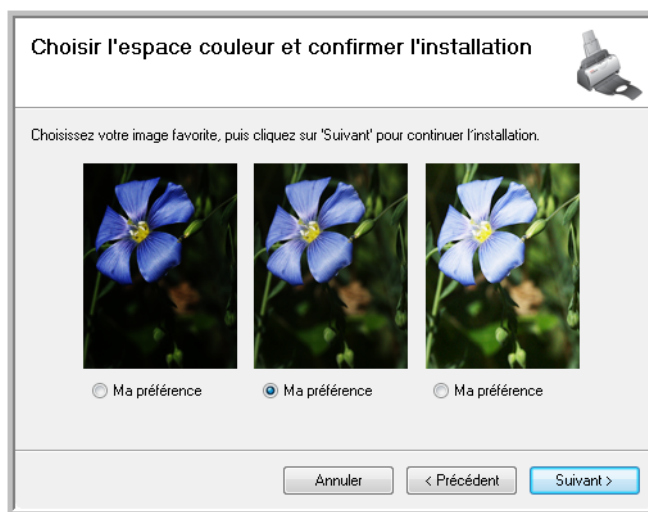 Choisir l'espace couleur et confirmer l'installation
Choisissez votre image favorite, puis cliquez sur 'Suivant' pour continuer l'installation.
Ma préférence
Ma préférence
Ma préférence
Annuler
< Précédent
Suivant >